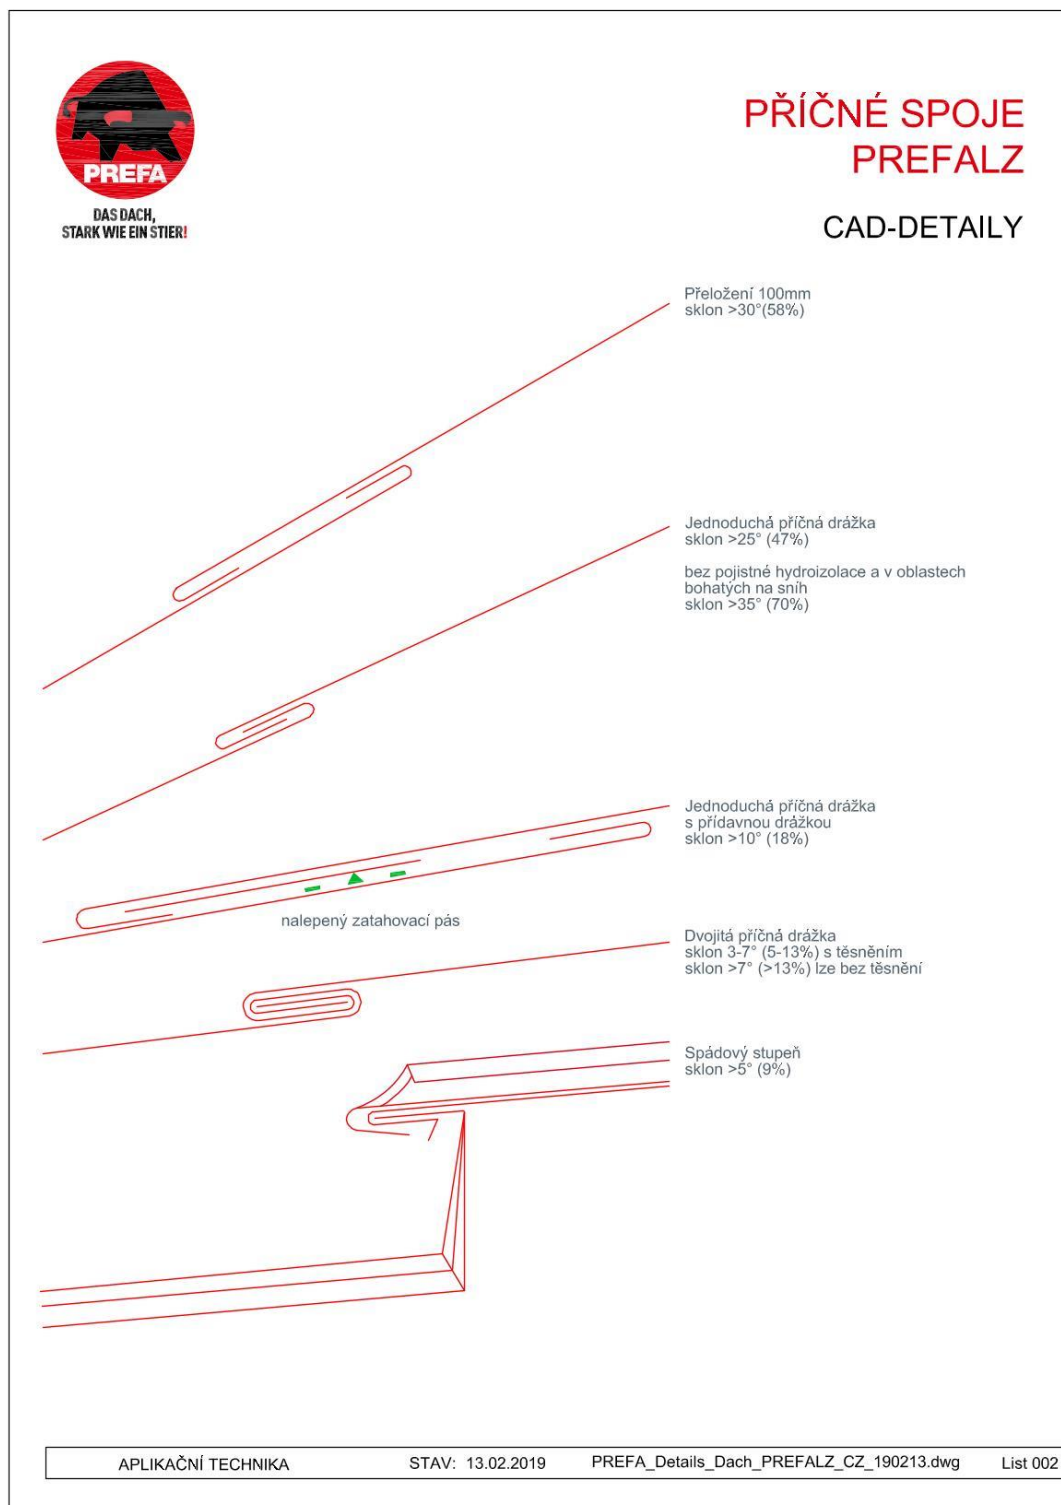 PREFA
DAS DACH,
STARK WIE EIN STIER!
PŘÍČNÉ SPOJE
PREFALZ
CAD-DETAILY
Přeložení 100mm
sklon >30°(58%)
Jednoduchá příčná drážka
sklon >25° (47%)
bez pojistné hydroizolace a v oblastech
bohatých na sníh
sklon >35° (70%)
Jednoduchá příčná drážka
s přídavnou drážkou
sklon >10° (18%)
nalepený zatahovací pás
Dvojitá příčná drážka
sklon 3-7° (5-13%) s těsněním
sklon >7° (>13%) lze bez těsnění
Spádový stupeň
sklon >5° (9%)
APLIKAČNÍ TECHNIKA STAV: 13.02.2019 PREFA_Details_Dach_PREFALZ_CZ_190213.dwg List 002